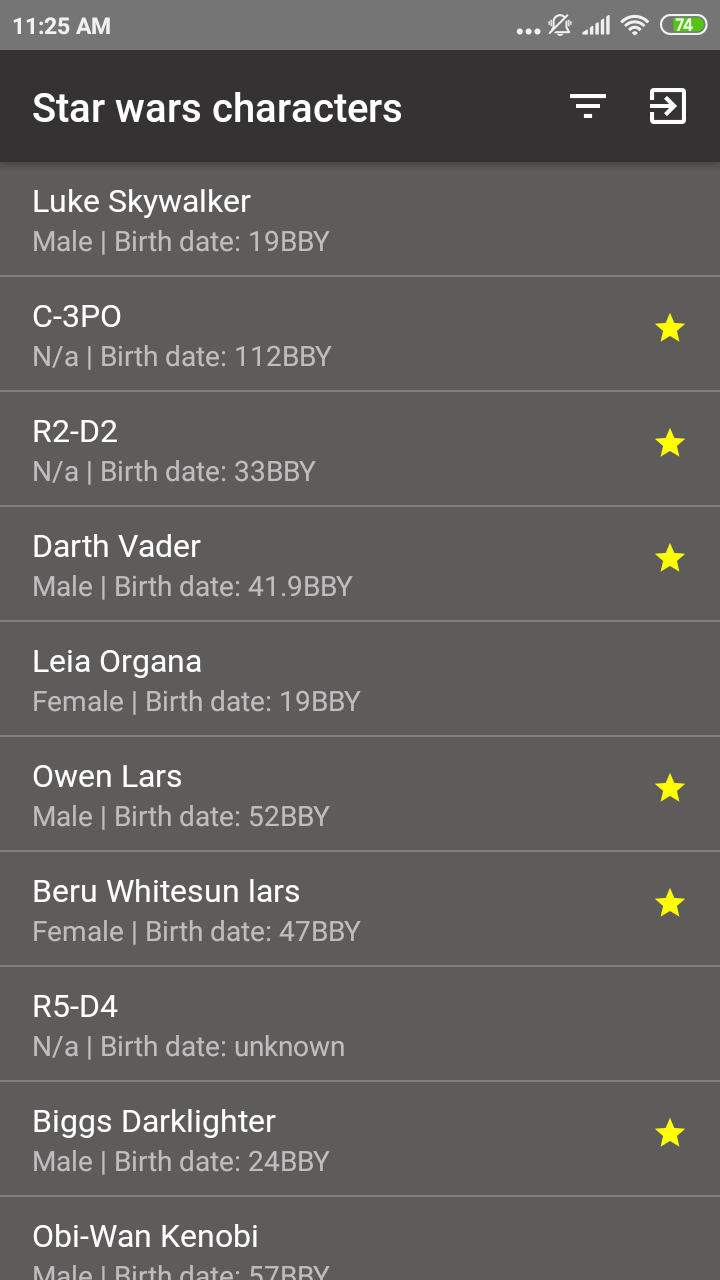 11:25 AM
74
Star wars characters
Luke Skywalker
Male | Birth date: 19BBY
C-3PO
N/a | Birth date: 112BBY
R2-D2
N/a | Birth date: 33BBY
Darth Vader
Male | Birth date: 41.9BBY
Leia Organa
Female | Birth date: 19BBY
Owen Lars
Male | Birth date: 52BBY
Beru Whitesun lars
Female | Birth date: 47BBY
R5-D4
N/a | Birth date: unknown
Biggs Darklighter
Male | Birth date: 24BBY
Obi-Wan Kenobi
Male | Birth date: 57BBY